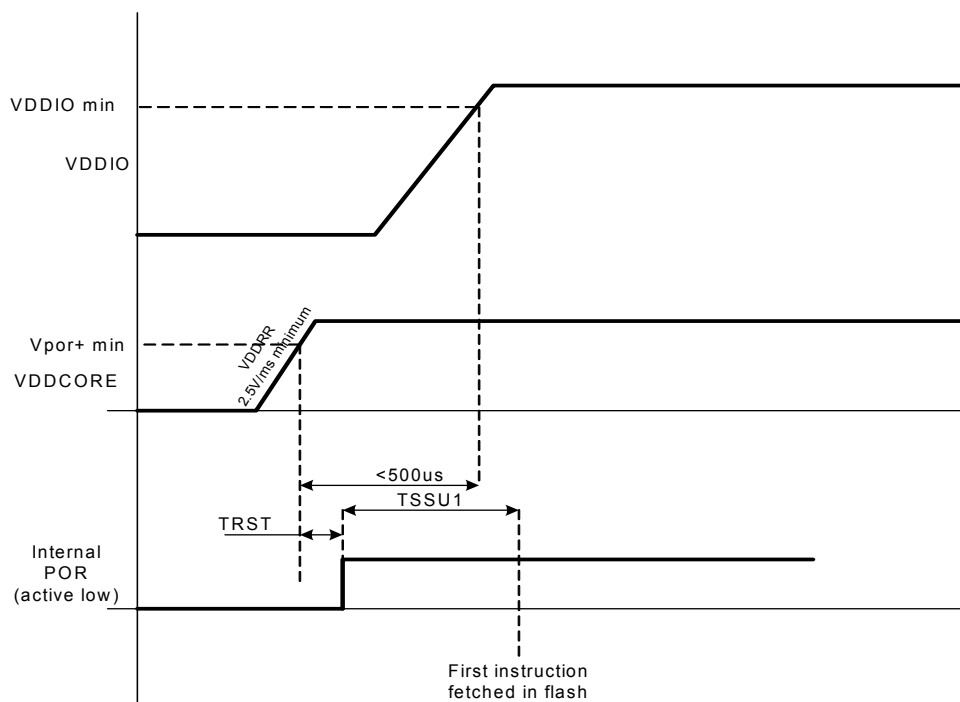 VDDIO min
VDDIO
Vpor+ min
VDDCORE
VDDRR
2.5V/ms minimum
<500us
TSSU1
TRST
Internal
POR
(active low)
First instruction
fetched in flash